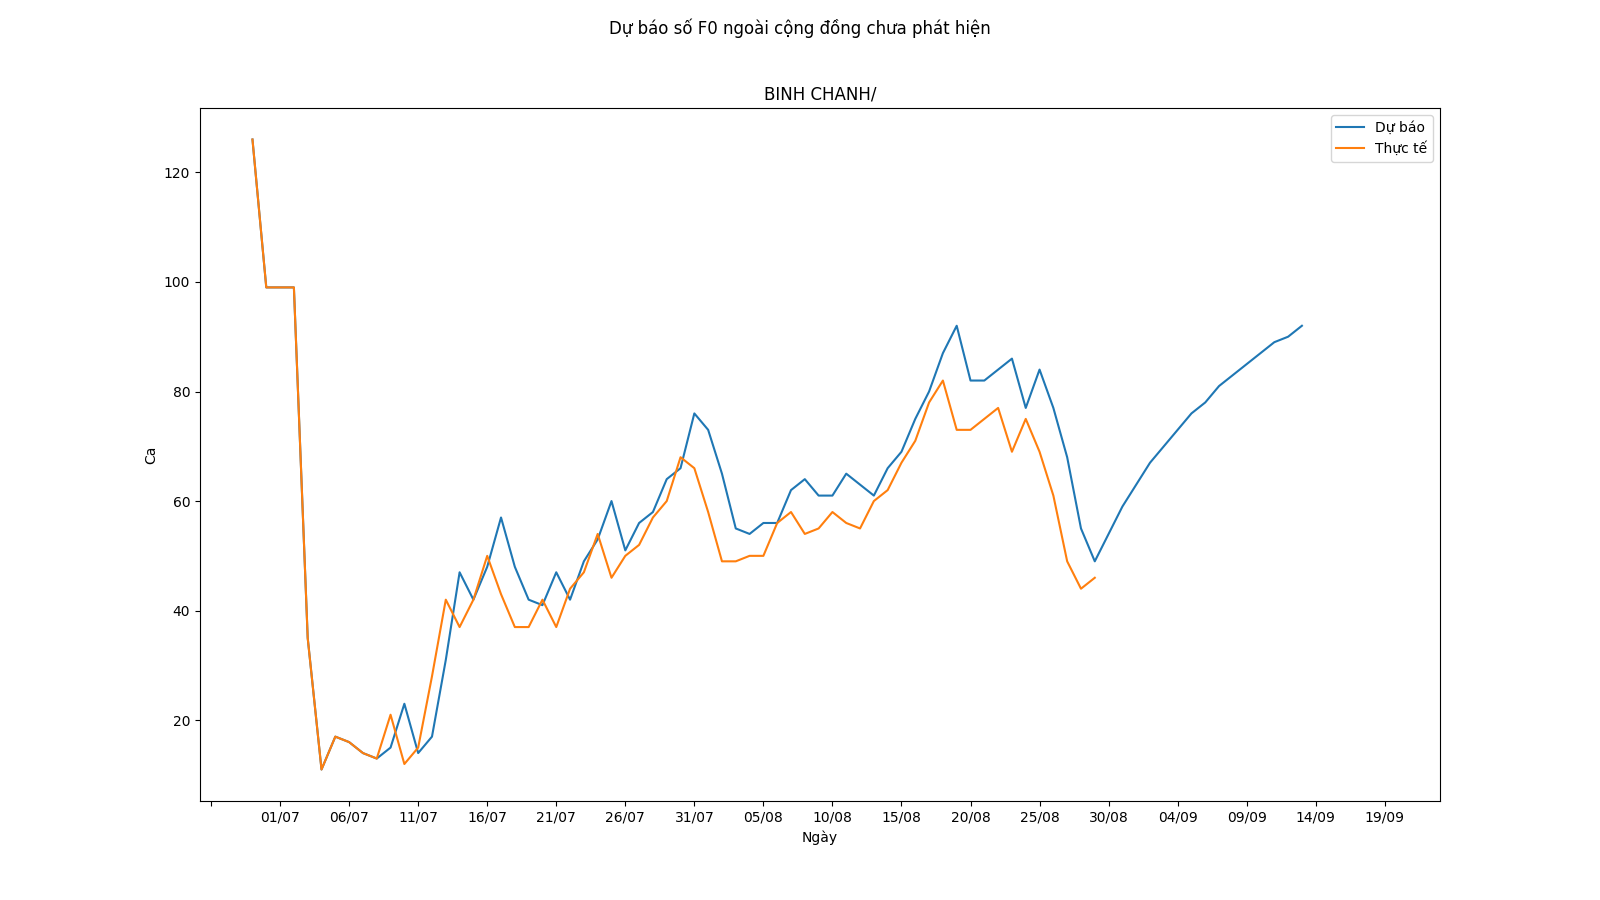 Dự báo số F0 ngoài cộng đồng chưa phát hiện
BINH CHANH/
Dự báo
Thực tế
120
100
80
60
40
20
Ca
01/07 06/07 11/07 16/07 21/07 26/07 31/07 05/08 10/08 15/08 20/08 25/08 30/08 04/09 09/09 14/09 19/09
Ngày